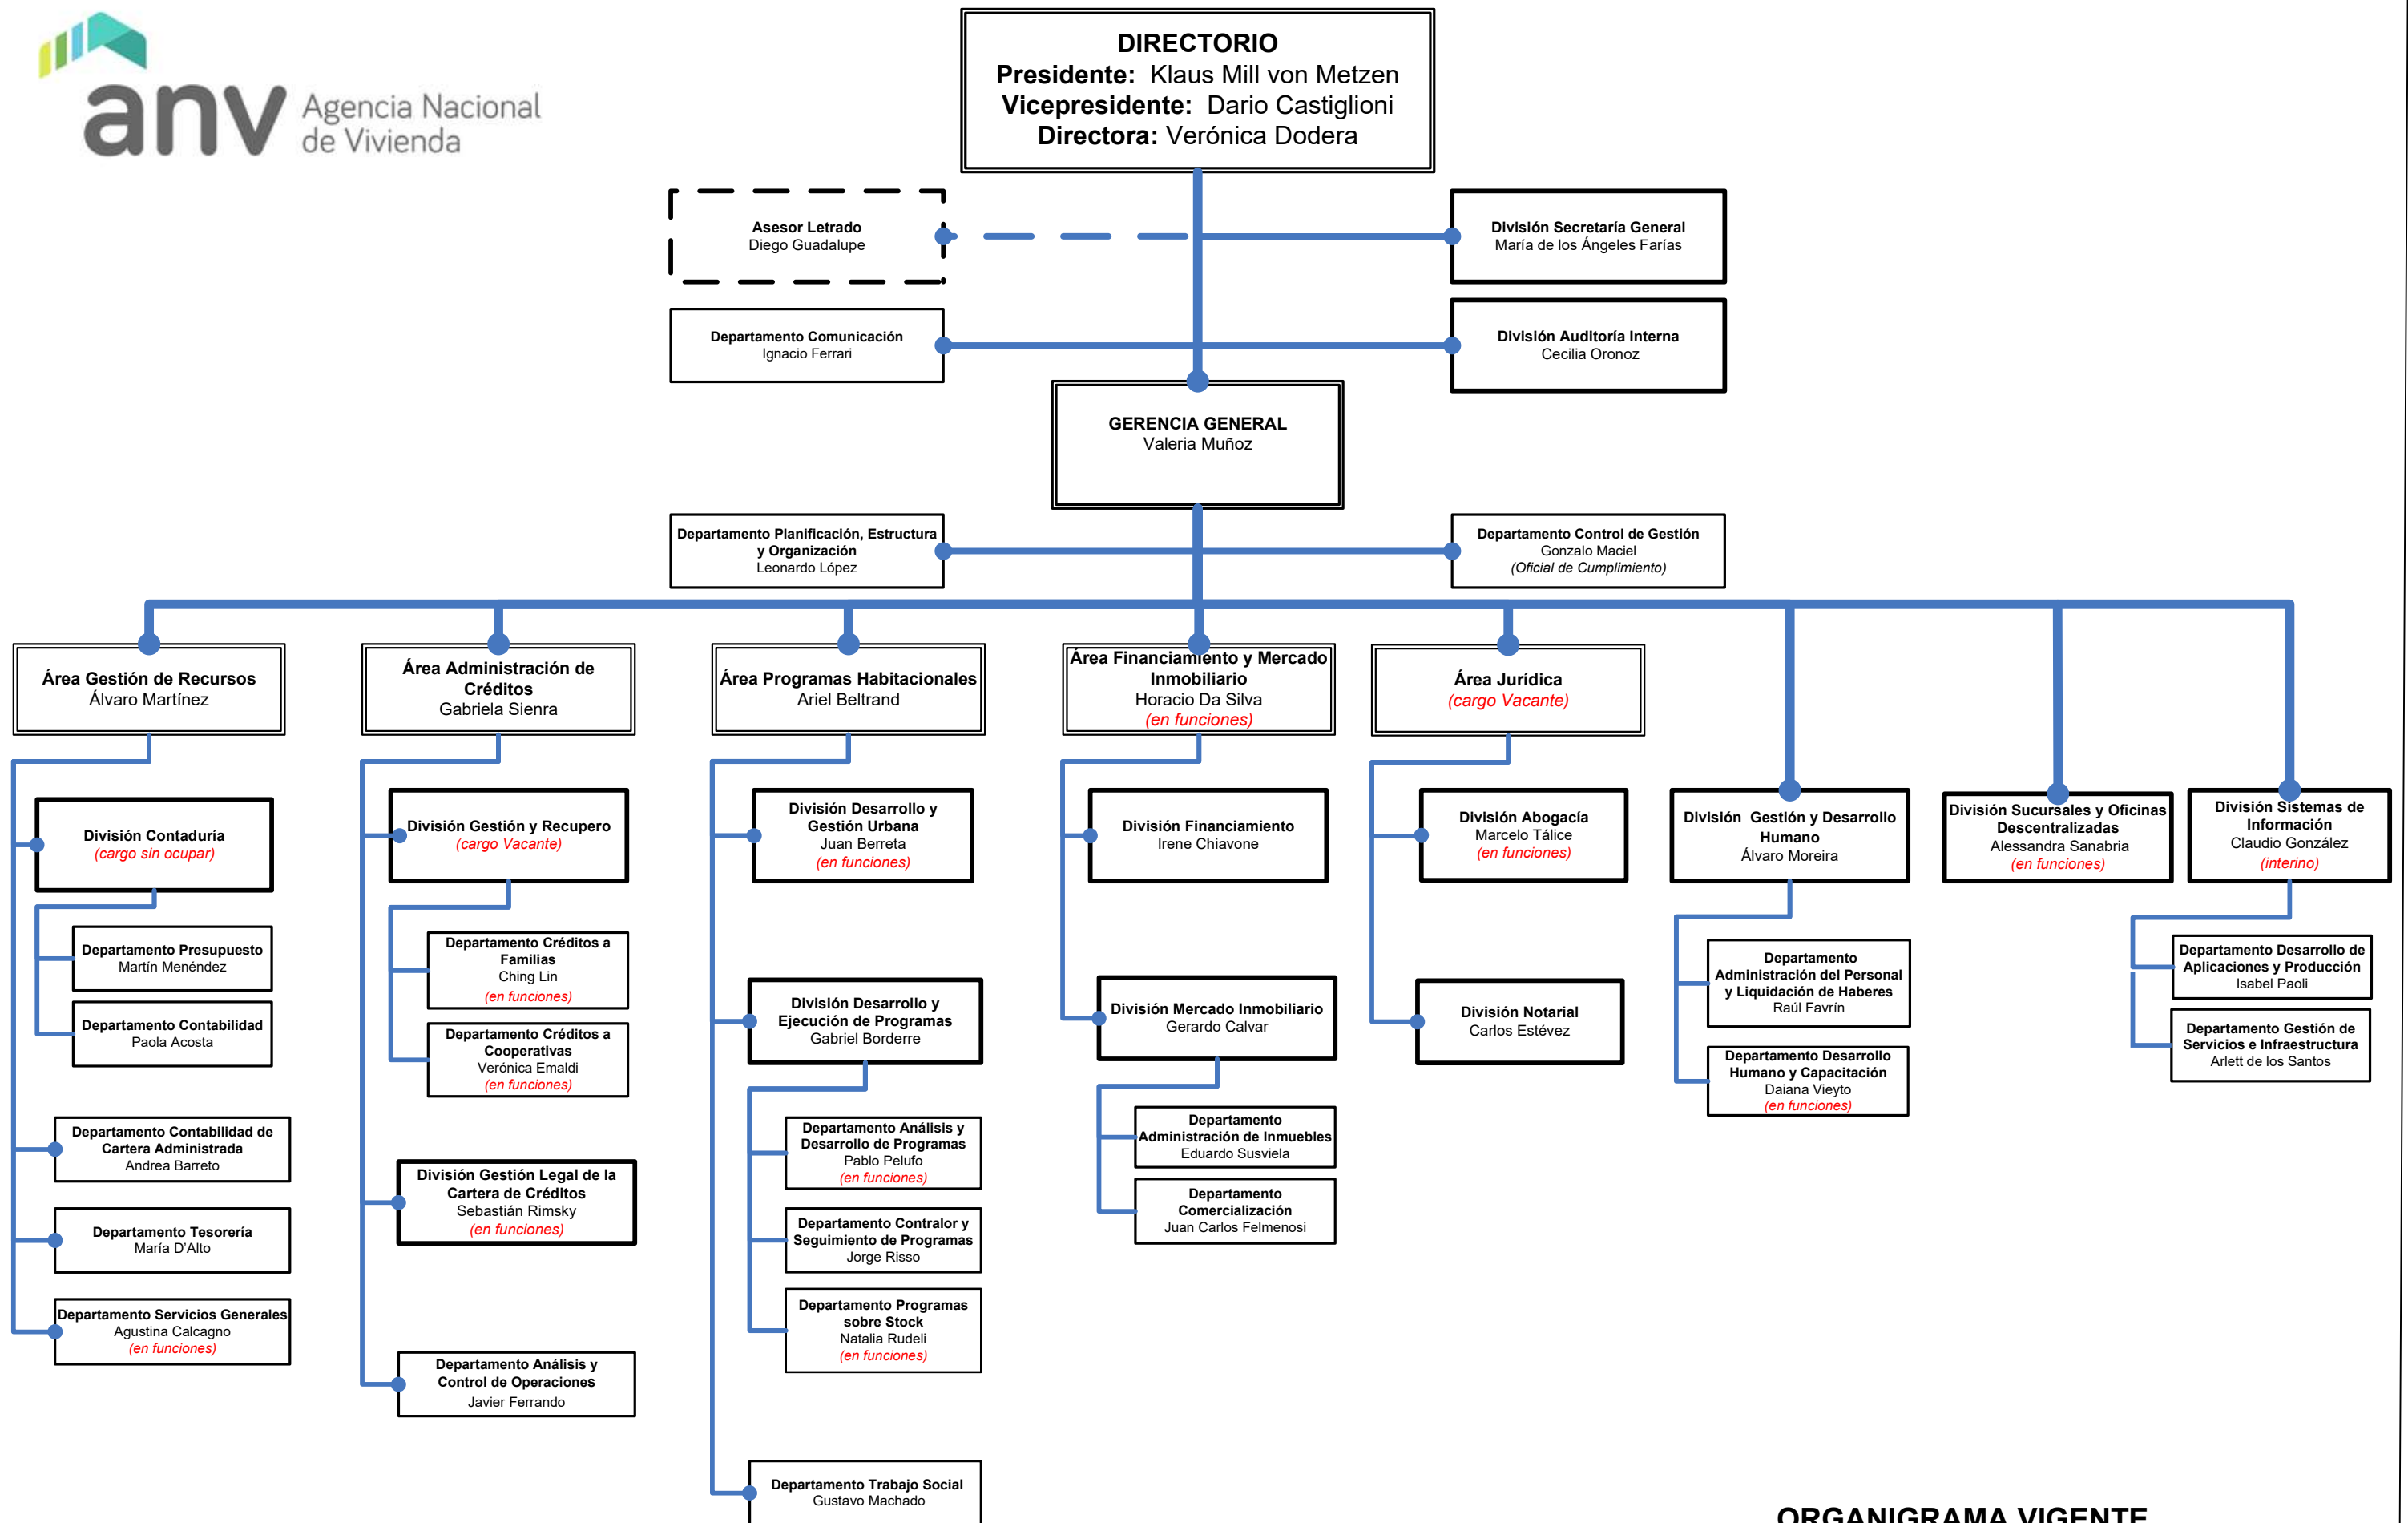 anv Agencia Nacional
de Vivienda
DIRECTORIO
Presidente: Klaus Mill von Metzen
Vicepresidente: Dario Castiglioni
Directora: Verónica Dodera
Asesor Letrado
Diego Guadalupe
División Secretaría General
María de los Ángeles Farías
Departamento Comunicación
Ignacio Ferrari
División Auditoría Interna
Cecilia Oronoz
GERENCIA GENERAL
Valeria Muñoz
Departamento Planificación, Estructura
y Organización
Leonardo López
Departamento Control de Gestión
Gonzalo Maciel
(Oficial de Cumplimiento)
Área Gestión de Recursos
Álvaro Martínez
Área Administración de
Créditos
Gabriela Sienra
Área Programas Habitacionales
Ariel Beltrand
Área Financiamiento y Mercado
Inmobiliario
Horacio Da Silva
(en funciones)
Área Jurídica
(cargo Vacante)
División Contaduría
(cargo sin ocupar)
Departamento Presupuesto
Martín Menéndez
Departamento Contabilidad
Paola Acosta
Departamento Contabilidad de
Cartera Administrada
Andrea Barreto
Departamento Tesorería
María D'Alto
Departamento Servicios Generales
Agustina Calcagno
(en funciones)
División Gestión y Recupero
(cargo Vacante)
Departamento Créditos a
Familias
Ching Lin
(en funciones)
Departamento Créditos a
Cooperativas
Verónica Emaldi
(en funciones)
División Gestión Legal de la
Cartera de Créditos
Sebastián Rimsky
(en funciones)
Departamento Análisis y
Control de Operaciones
Javier Ferrando
División Desarrollo y
Gestión Urbana
Juan Berreta
(en funciones)
División Desarrollo y
Ejecución de Programas
Gabriel Borderre
Departamento Análisis y
Desarrollo de Programas
Pablo Pelufo
(en funciones)
Departamento Contralor y
Seguimiento de Programas
Jorge Risso
Departamento Programas
sobre Stock
Natalia Rudeli
(en funciones)
Departamento Trabajo Social
Gustavo Machado
División Financiamiento
Irene Chiavone
División Mercado Inmobiliario
Gerardo Calvar
Departamento
Administración de Inmuebles
Eduardo Susviela
Departamento
Comercialización
Juan Carlos Felmenosi
División Abogacía
Marcelo Tálice
(en funciones)
División Notarial
Carlos Estévez
División Gestión y Desarrollo
Humano
Álvaro Moreira
Departamento
Administración del Personal
y Liquidación de Haberes
Raúl Favrín
Departamento Desarrollo
Humano y Capacitación
Daiana Vieyto
(en funciones)
División Sucursales y Oficinas
Descentralizadas
Alessandra Sanabria
(en funciones)
División Sistemas de
Información
Claudio González
(interino)
Departamento Desarrollo de
Aplicaciones y Producción
Isabel Paoli
Departamento Gestión de
Servicios e Infraestructura
Arlett de los Santos
ORGANIGRAMA VIGENTE